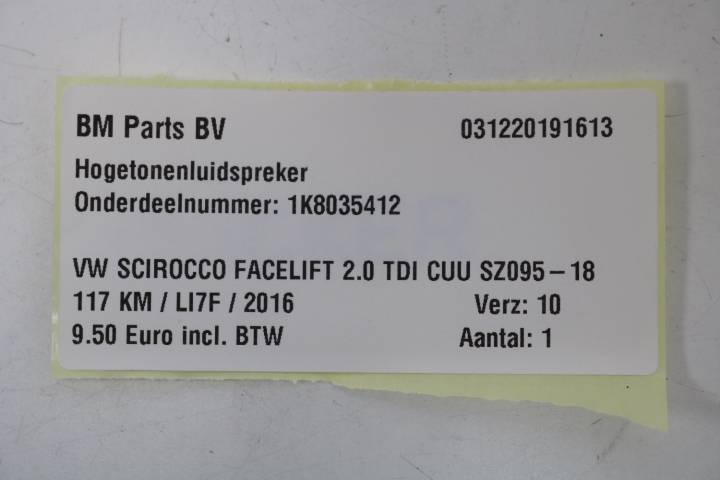 BM Parts BV 031220191613
Hogetonenluidspreker
Onderdeelnummer: 1K8035412
VW SCIROCCO FACELIFT 2.0 TDI CUU SZ095 – 18
117 KM / LI7F / 2016 Verz: 10
9.50 Euro incl. BTW Aantal: 1